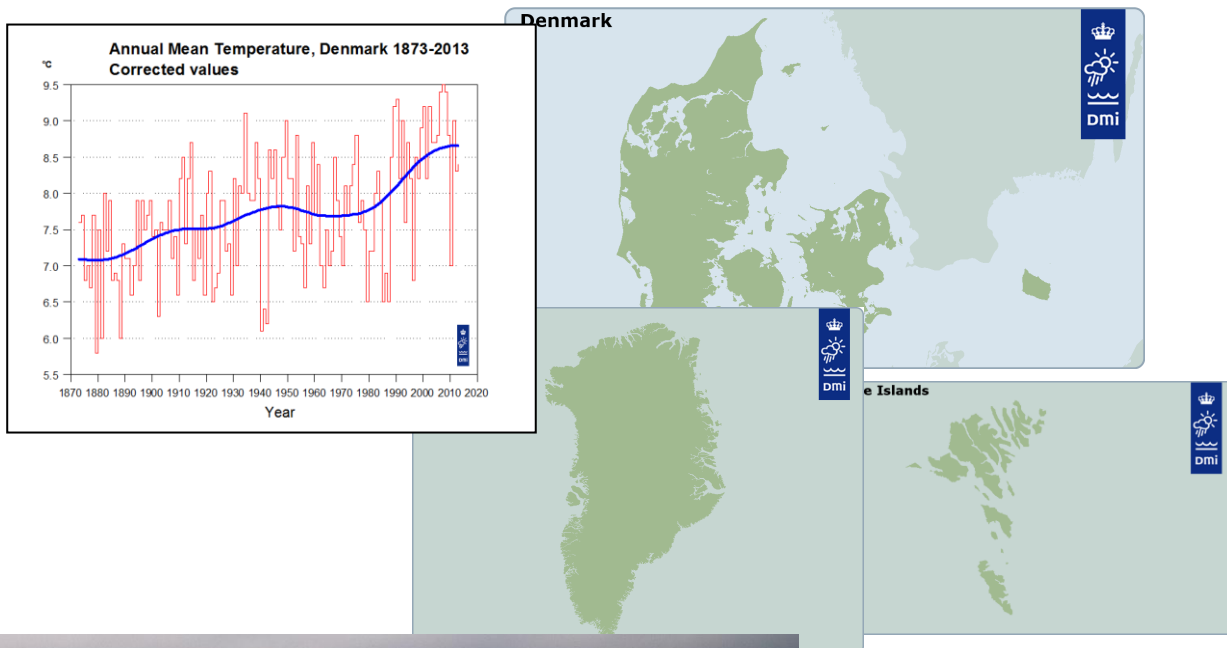 Annual Mean Temperature, Denmark 1873-2013
Corrected values
°C
9.5
9.0
8.5
8.0
7.5
7.0
6.5
6.0
5.5
1870 1880 1890 1900 1910 1920 1930 1940 1950 1960 1970 1980 1990 2000 2010 2020
Year
Denmark
DMi
DMi
e Islands
DMi